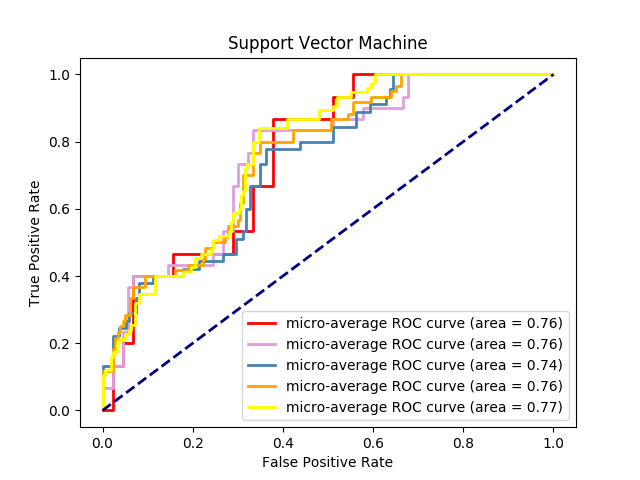 Support Vector Machine
1.0
0.8
0.6
0.4
0.2
0.0
True Positive Rate
micro-average ROC curve (area = 0.76)
micro-average ROC curve (area = 0.76)
micro-average ROC curve (area = 0.74)
micro-average ROC curve (area = 0.76)
micro-average ROC curve (area = 0.77)
0.0 0.2 0.4 0.6 0.8 1.0
False Positive Rate